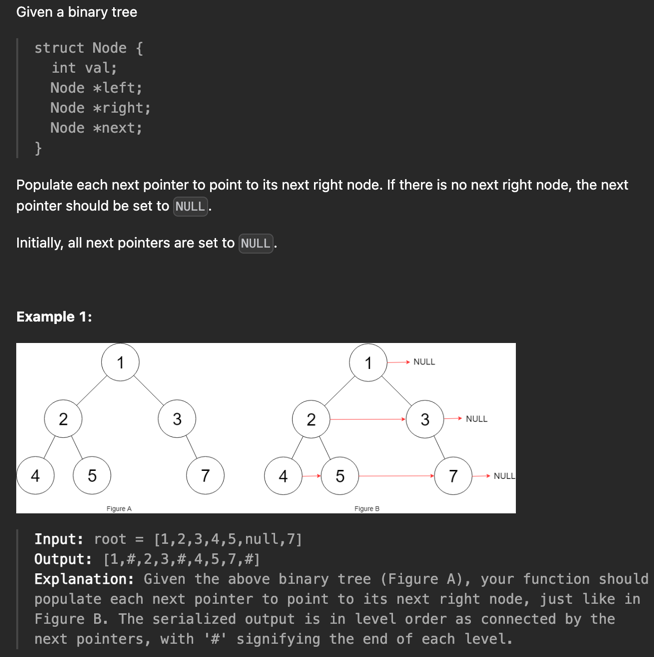 Given a binary tree
struct Node {
int val;
Node *left;
Node *right;
Node *next;
}
Populate each next pointer to point to its next right node. If there is no next right node, the next
pointer should be set to NULL.
Initially, all next pointers are set to NULL.
Example 1:
1
2
3
4
5
7
Figure A
1
NULL
2
3
NULL
4
5
7
NULL
Figure B
Input: root = [1,2,3,4,5,null,7]
Output: [1,#,2,3,#,4,5,7,#]
Explanation: Given the above binary tree (Figure A), your function should
populate each next pointer to point to its next right node, just like in
Figure B. The serialized output is in level order as connected by the
next pointers, with '#' signifying the end of each level.